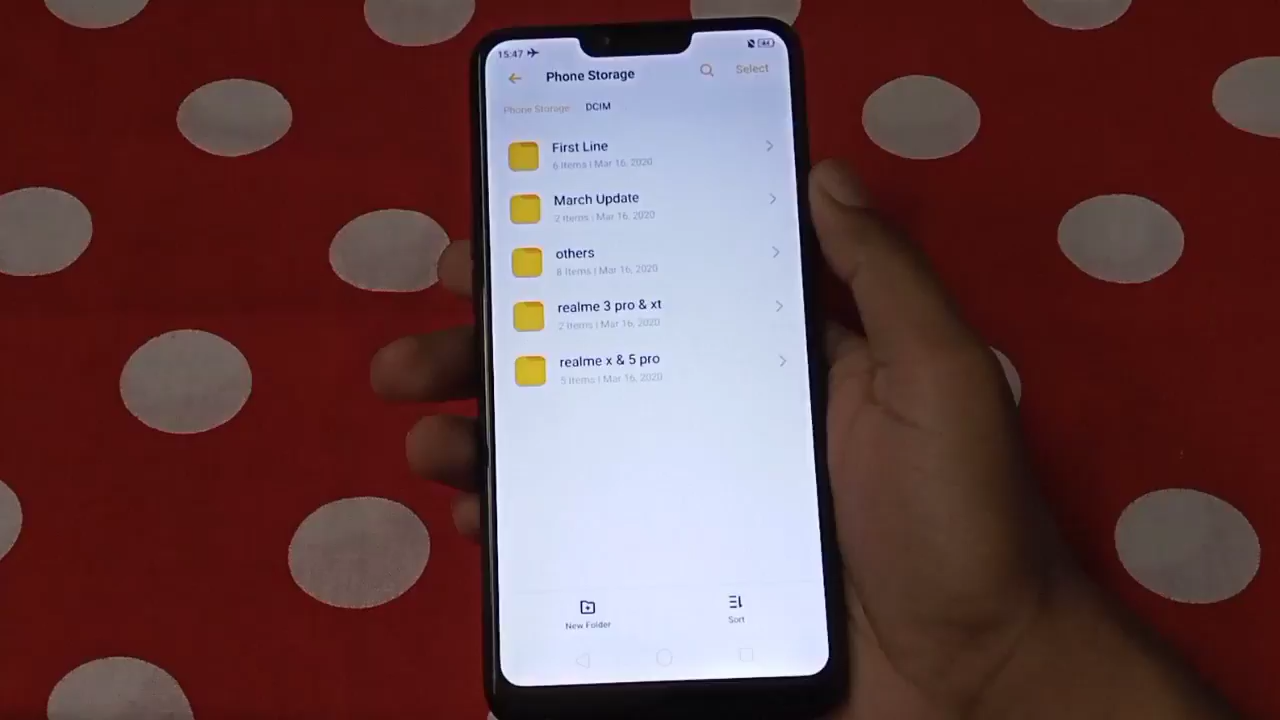 15:47
44
Phone Storage
Select
Phone Storage DCIM
First Line
6 Items | Mar 16, 2020
March Update
2 Items | Mar 16, 2020
others
8 Items | Mar 16, 2020
realme 3 pro & xt
2 Items | Mar 16, 2020
realme x & 5 pro
5 Items | Mar 16, 2020
New Folder
Sort